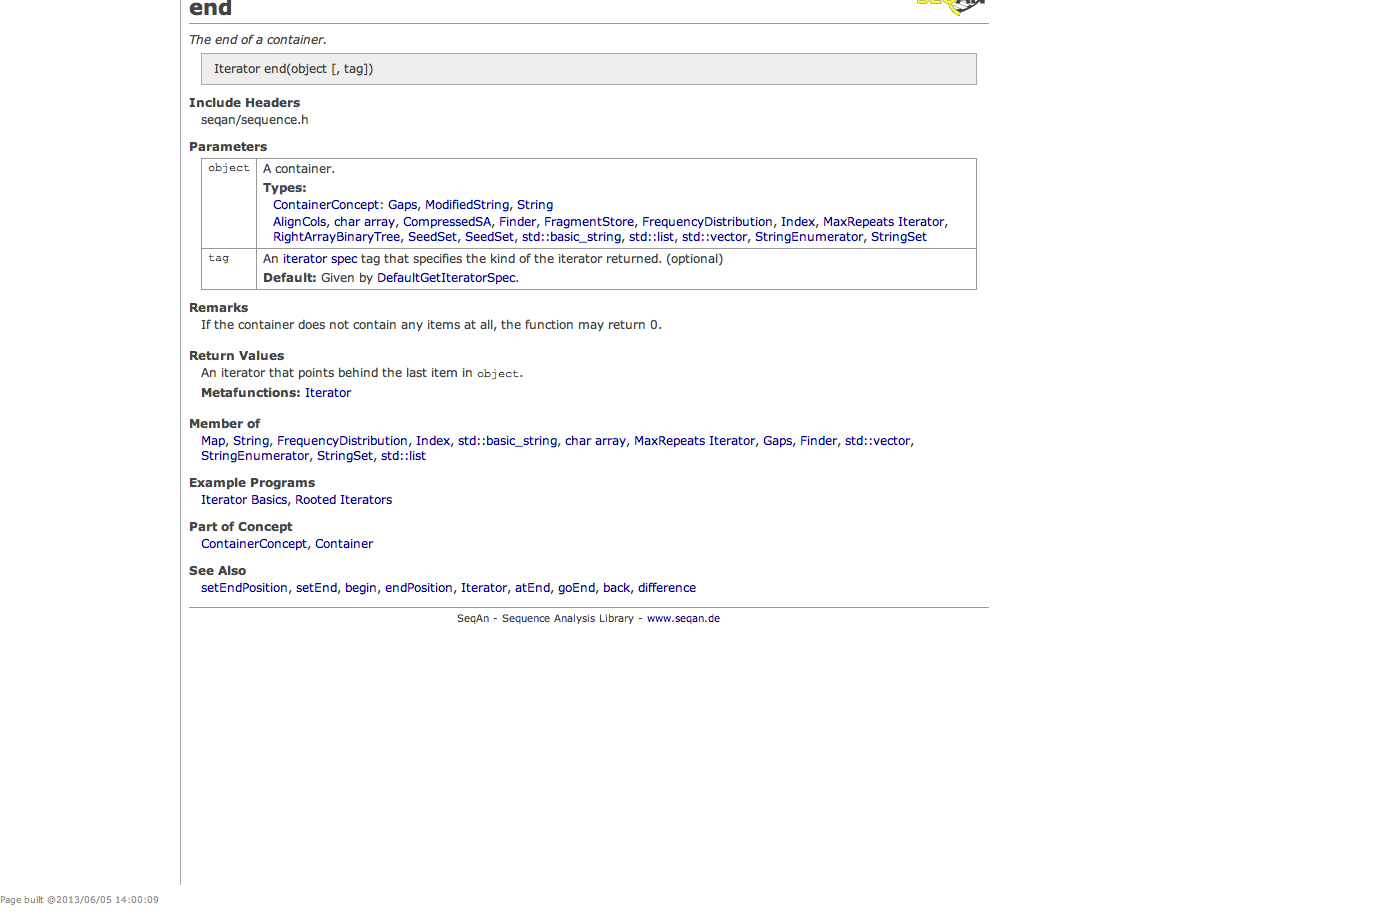 end
The end of a container.
Iterator end(object [, tag])
Include Headers
seqan/sequence.h
Parameters
object
A container.
Types:
ContainerConcept: Gaps, ModifiedString, String
AlignCols, char array, CompressedSA, Finder, FragmentStore, FrequencyDistribution, Index, MaxRepeats Iterator,
RightArrayBinaryTree, SeedSet, SeedSet, std::basic_string, std::list, std::vector, StringEnumerator, StringSet
tag
An iterator spec tag that specifies the kind of the iterator returned. (optional)
Default: Given by DefaultGetIteratorSpec.
Remarks
If the container does not contain any items at all, the function may return 0.
Return Values
An iterator that points behind the last item in object.
Metafunctions: Iterator
Member of
Map, String, FrequencyDistribution, Index, std::basic_string, char array, MaxRepeats Iterator, Gaps, Finder, std::vector,
StringEnumerator, StringSet, std::list
Example Programs
Iterator Basics, Rooted Iterators
Part of Concept
ContainerConcept, Container
See Also
setEndPosition, setEnd, begin, endPosition, Iterator, atEnd, goEnd, back, difference
SeqAn - Sequence Analysis Library - www.seqan.de
Page built @2013/06/05 14:00:09